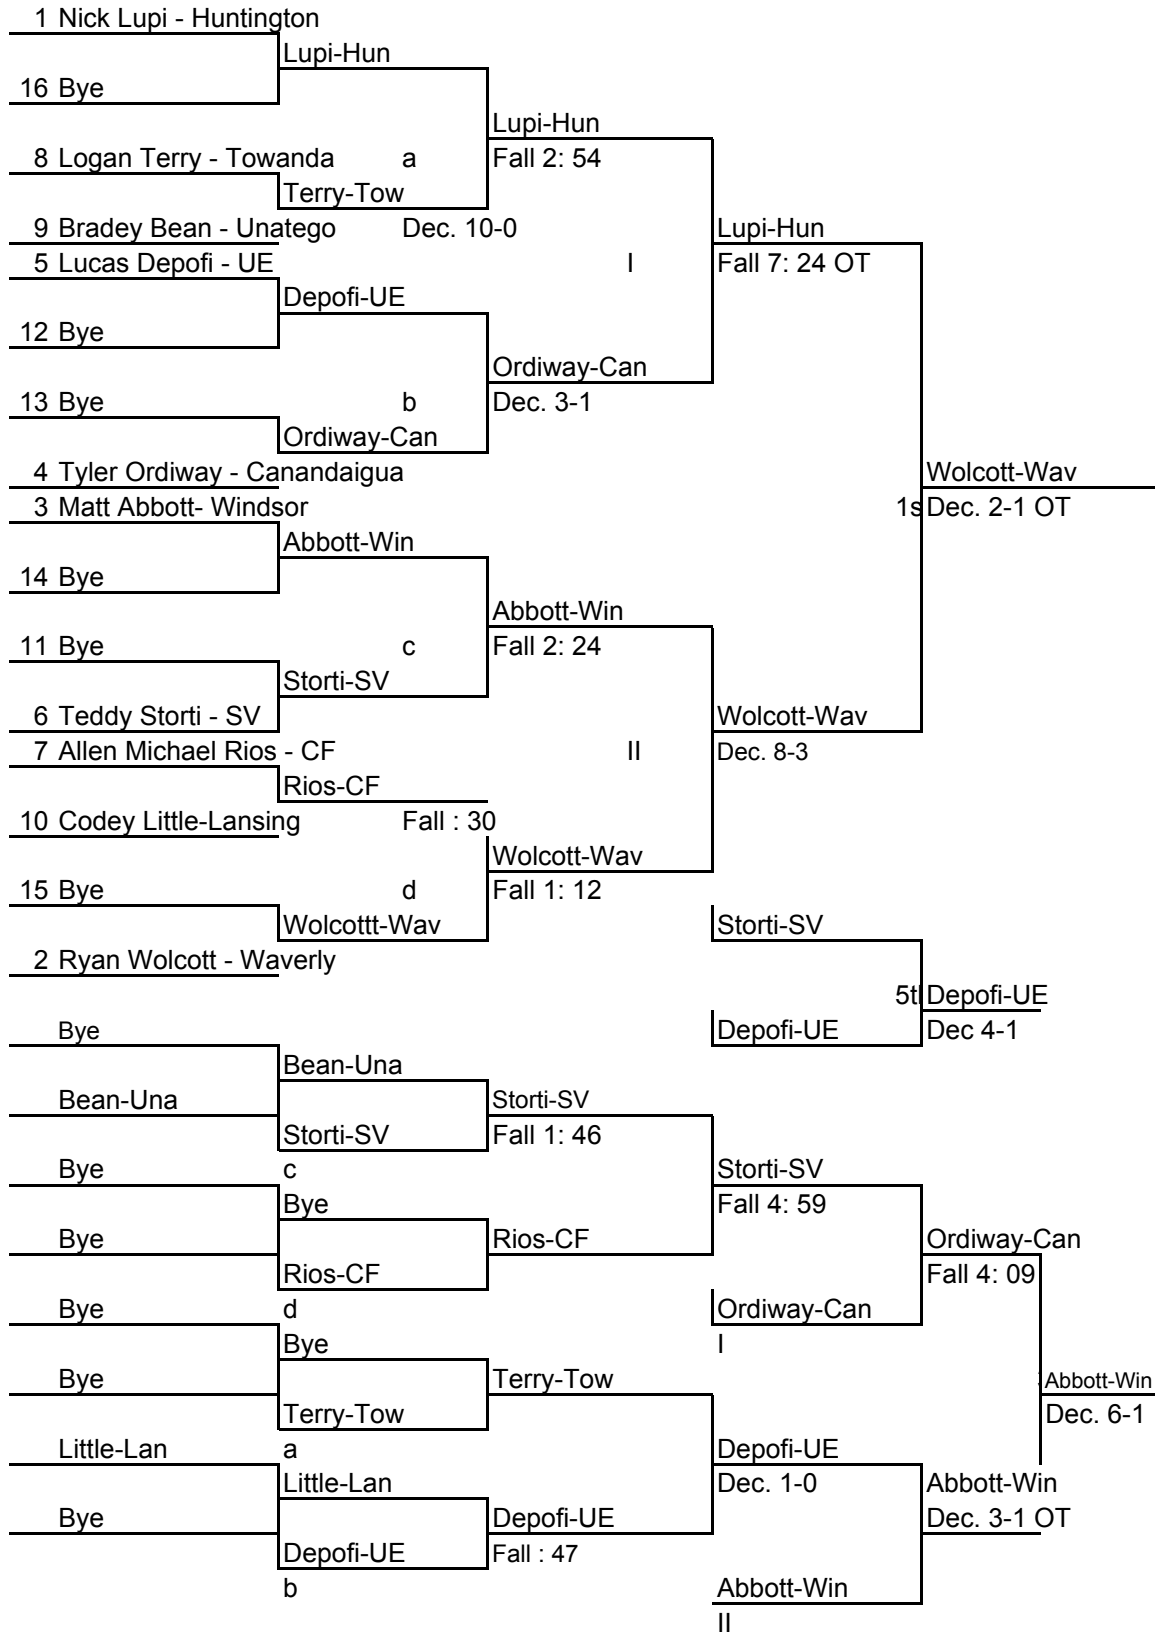 1 Nick Lupi - Huntington
Lupi-Hun
16 Bye
Lupi-Hun
8 Logan Terry - Towanda a Fall 2: 54
Terry-Tow
9 Bradey Bean - Unatego Dec. 10-0 Lupi-Hun
5 Lucas Depofi - UE I Fall 7: 24 OT
Depofi-UE
12 Bye
Ordiway-Can
13 Bye b Dec. 3-1
Ordiway-Can
4 Tyler Ordiway - Canandaigua Wolcott-Wav
3 Matt Abbott- Windsor 1s Dec. 2-1 OT
Abbott-Win
14 Bye
Abbott-Win
11 Bye c Fall 2: 24
Storti-SV
6 Teddy Storti - SV Wolcott-Wav
7 Allen Michael Rios - CF II Dec. 8-3
Rios-CF
10 Codey Little-Lansing Fall : 30
Wolcott-Wav
15 Bye d Fall 1: 12
Wolcottt-Wav Storti-SV
2 Ryan Wolcott - Waverly
5t Depofi-UE
Bye Depofi-UE Dec 4-1
Bean-Una
Bean-Una Storti-SV
Storti-SV Fall 1: 46
Bye c Storti-SV
Bye Fall 4: 59
Bye Rios-CF Ordiway-Can
Rios-CF Fall 4: 09
Bye d Ordiway-Can
Bye I
Bye Terry-Tow Abbott-Win
Terry-Tow Dec. 6-1
Little-Lan a Depofi-UE
Little-Lan Dec. 1-0 Abbott-Win
Bye Depofi-UE Dec. 3-1 OT
Depofi-UE Fall : 47
b Abbott-Win
II